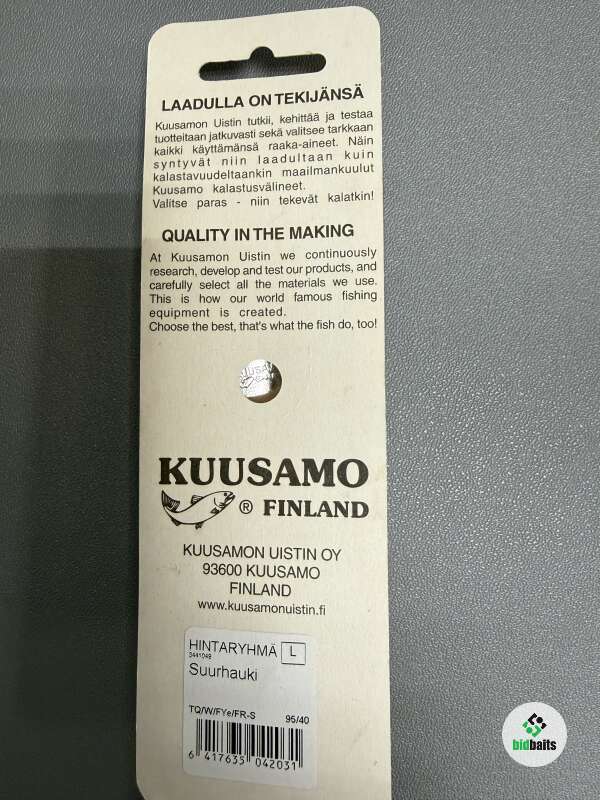 LAADULLA ON TEKIJÄNSÄ
Kuusamon Uistin tutkii, kehittää ja testaa
tuotteitaan jatkuvasti sekä valitsee tarkkaan
kaikki käyttämänsä raaka-aineet. Näin
syntyvät niin laadultaan kuin
kalastavuudeltaankin maailmankuulut
Kuusamo kalastusvälineet.
Valitse paras - niin tekevät kalatkin!
QUALITY IN THE MAKING
At Kuusamon Uistin we continuously
research, develop and test our products, and
carefully select all the materials we use.
This is how our world famous fishing
equipment is created.
Choose the best, that's what the fish do, too!
KUUSAMO
® FINLAND
KUUSAMON UISTIN OY
93600 KUUSAMO
FINLAND
www.kuusamonuistin.fi
HINTARYHMÄ L
3441049
Suurhauki
TQ/W/FYe/FR-S 95/40
6 417635 042031
bidbaits